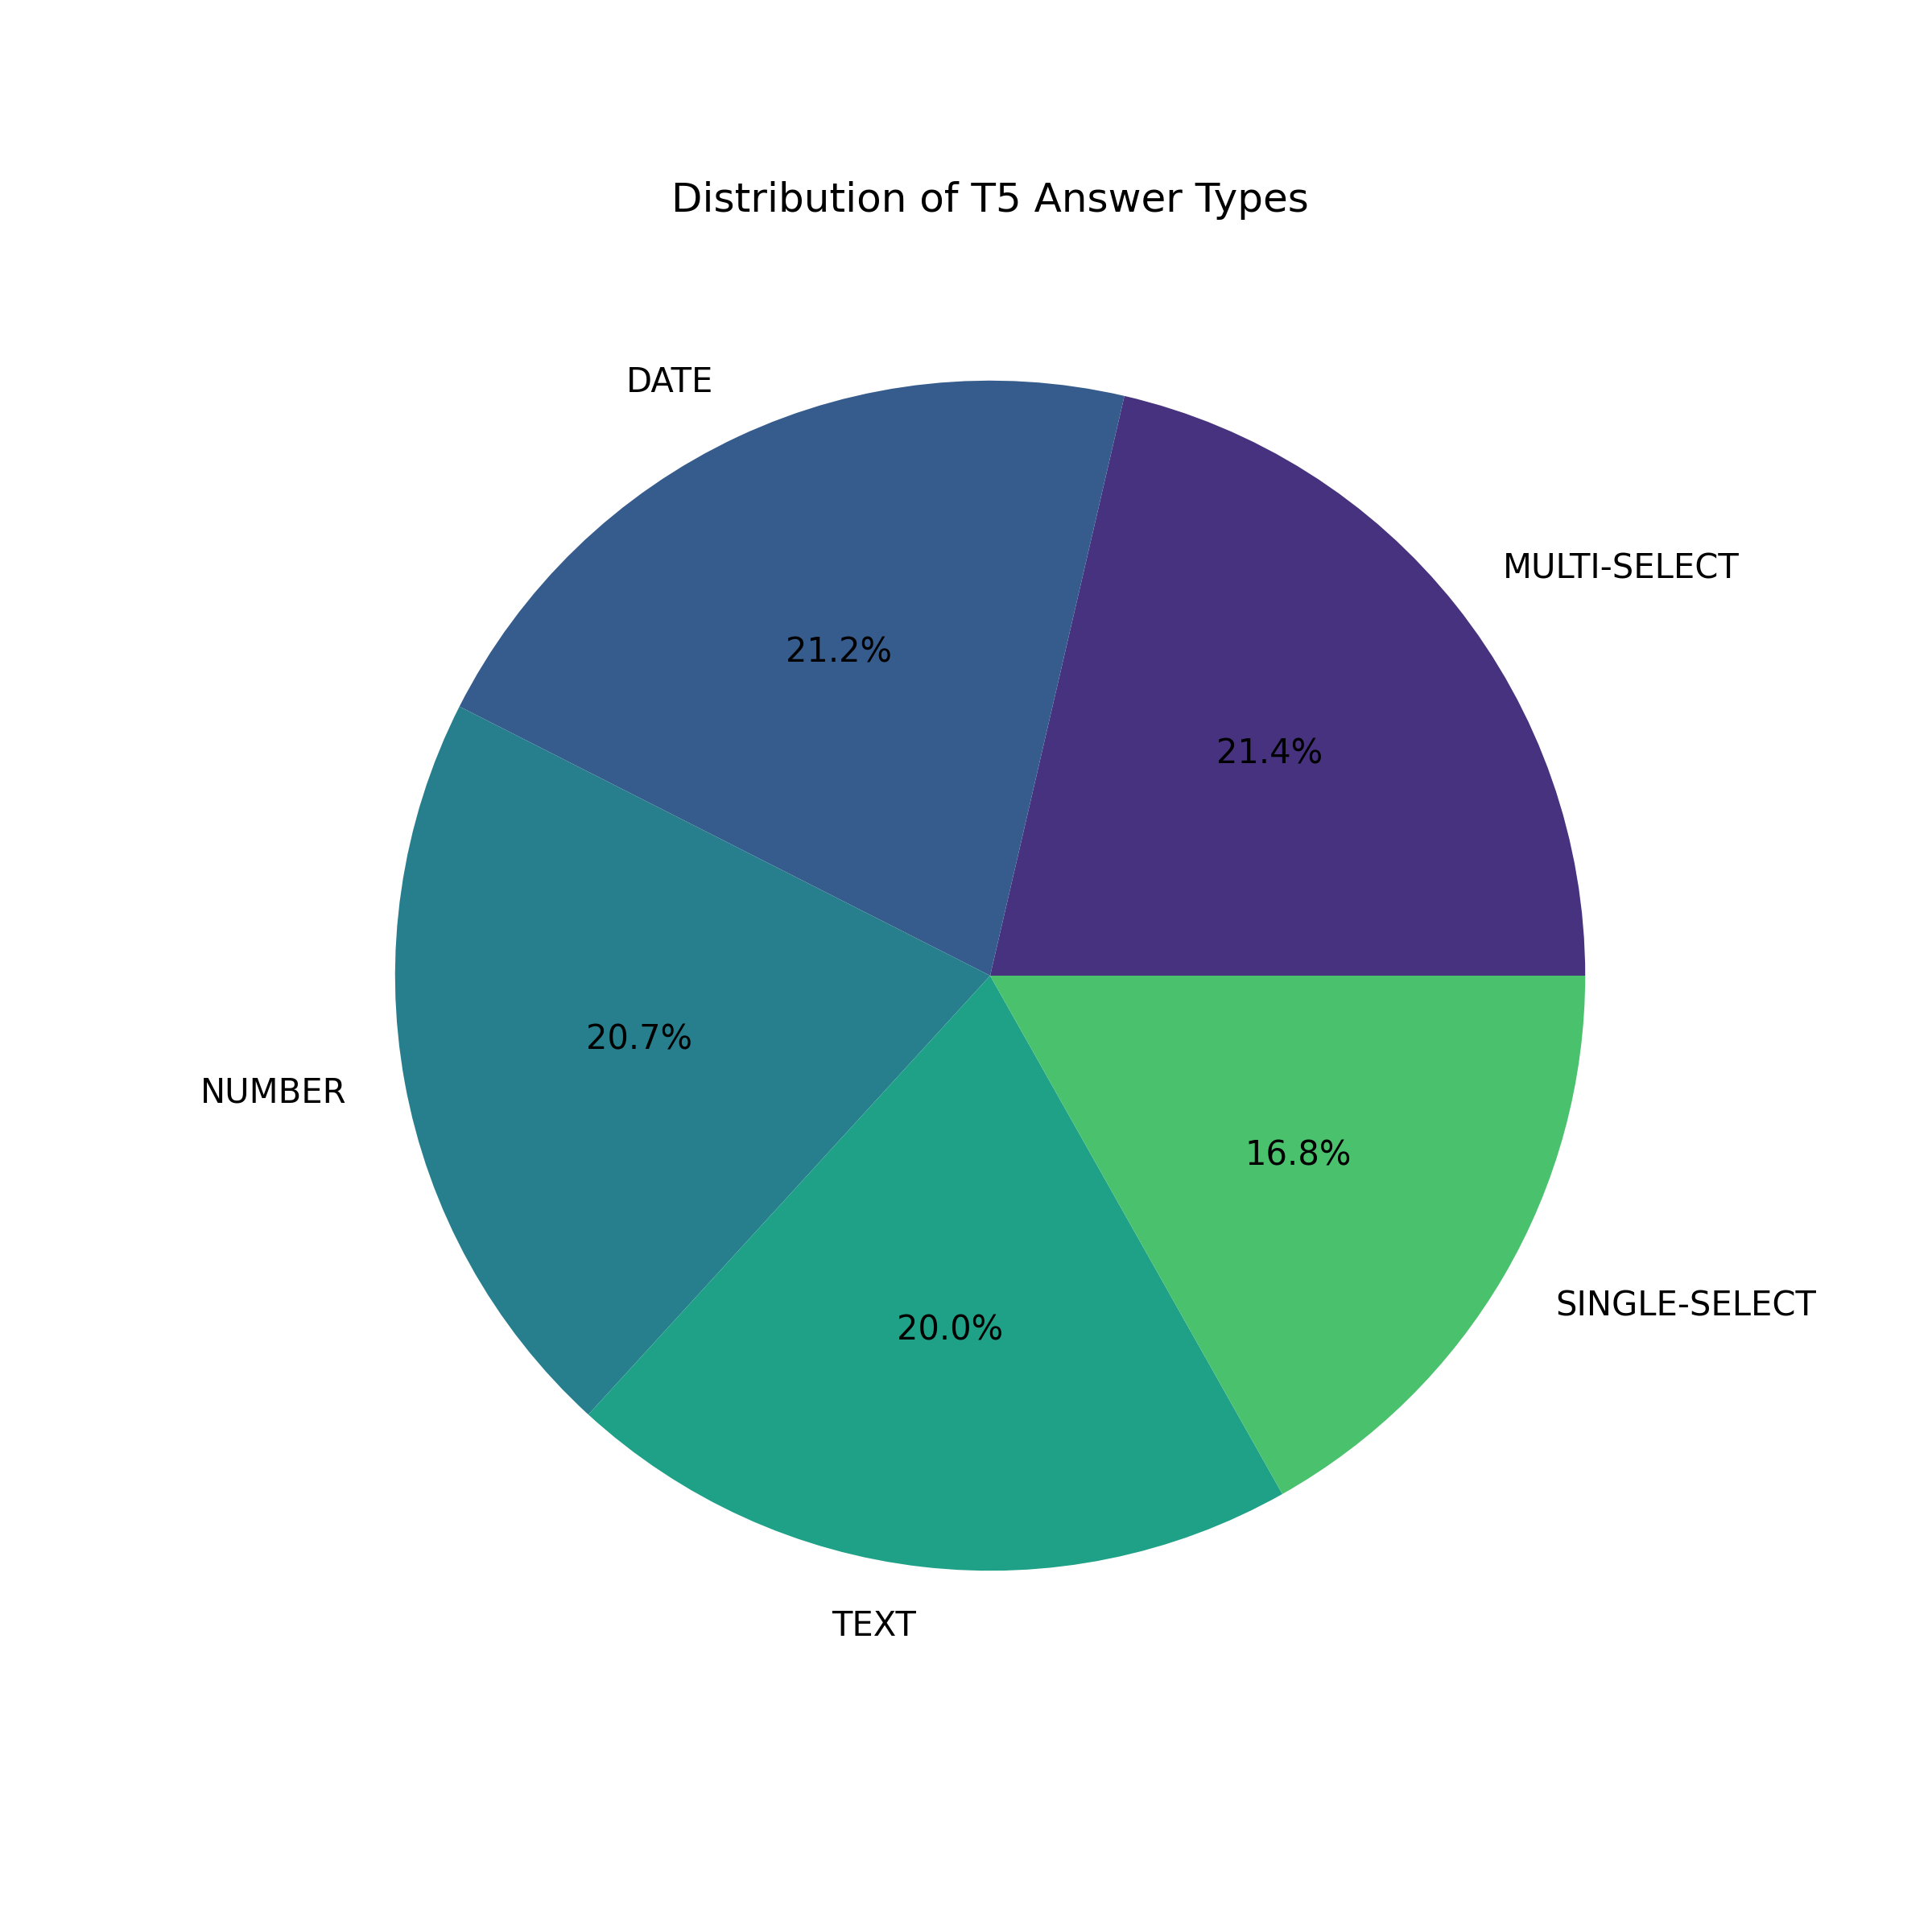 Distribution of T5 Answer Types
DATE
MULTI-SELECT
21.2%
21.4%
20.7%
NUMBER
16.8%
SINGLE-SELECT
20.0%
TEXT